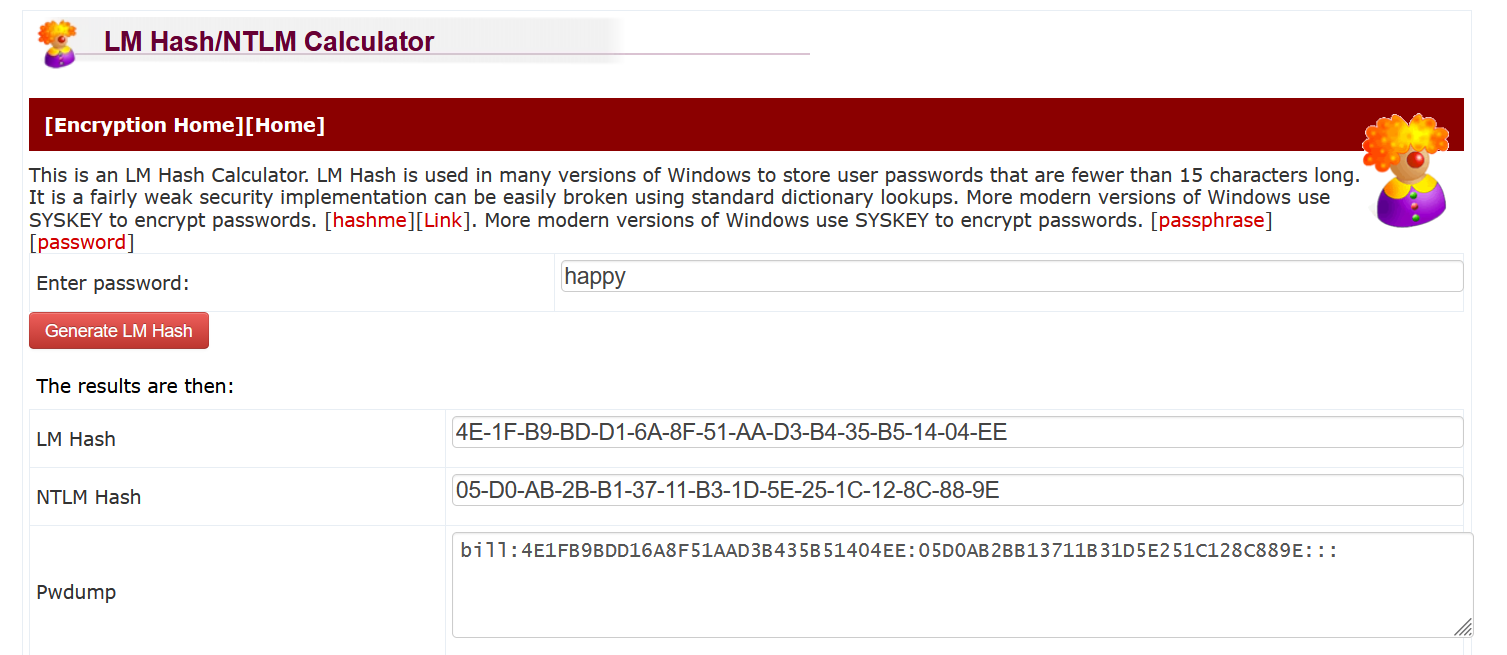 LM Hash/NTLM Calculator
[Encryption Home][Home]
This is an LM Hash Calculator. LM Hash is used in many versions of Windows to store user passwords that are fewer than 15 characters long.
It is a fairly weak security implementation can be easily broken using standard dictionary lookups. More modern versions of Windows use
SYSKEY to encrypt passwords. [hashme][Link]. More modern versions of Windows use SYSKEY to encrypt passwords. [passphrase]
[password]
Enter password: happy
Generate LM Hash
The results are then:
LM Hash 4E-1F-B9-BD-D1-6A-8F-51-AA-D3-B4-35-B5-14-04-EE
NTLM Hash 05-D0-AB-2B-B1-37-11-B3-1D-5E-25-1C-12-8C-88-9E
bill:4E1FB9BDD16A8F51AAD3B435B51404EE:05D0AB2BB13711B31D5E251C128C889E:::
Pwdump